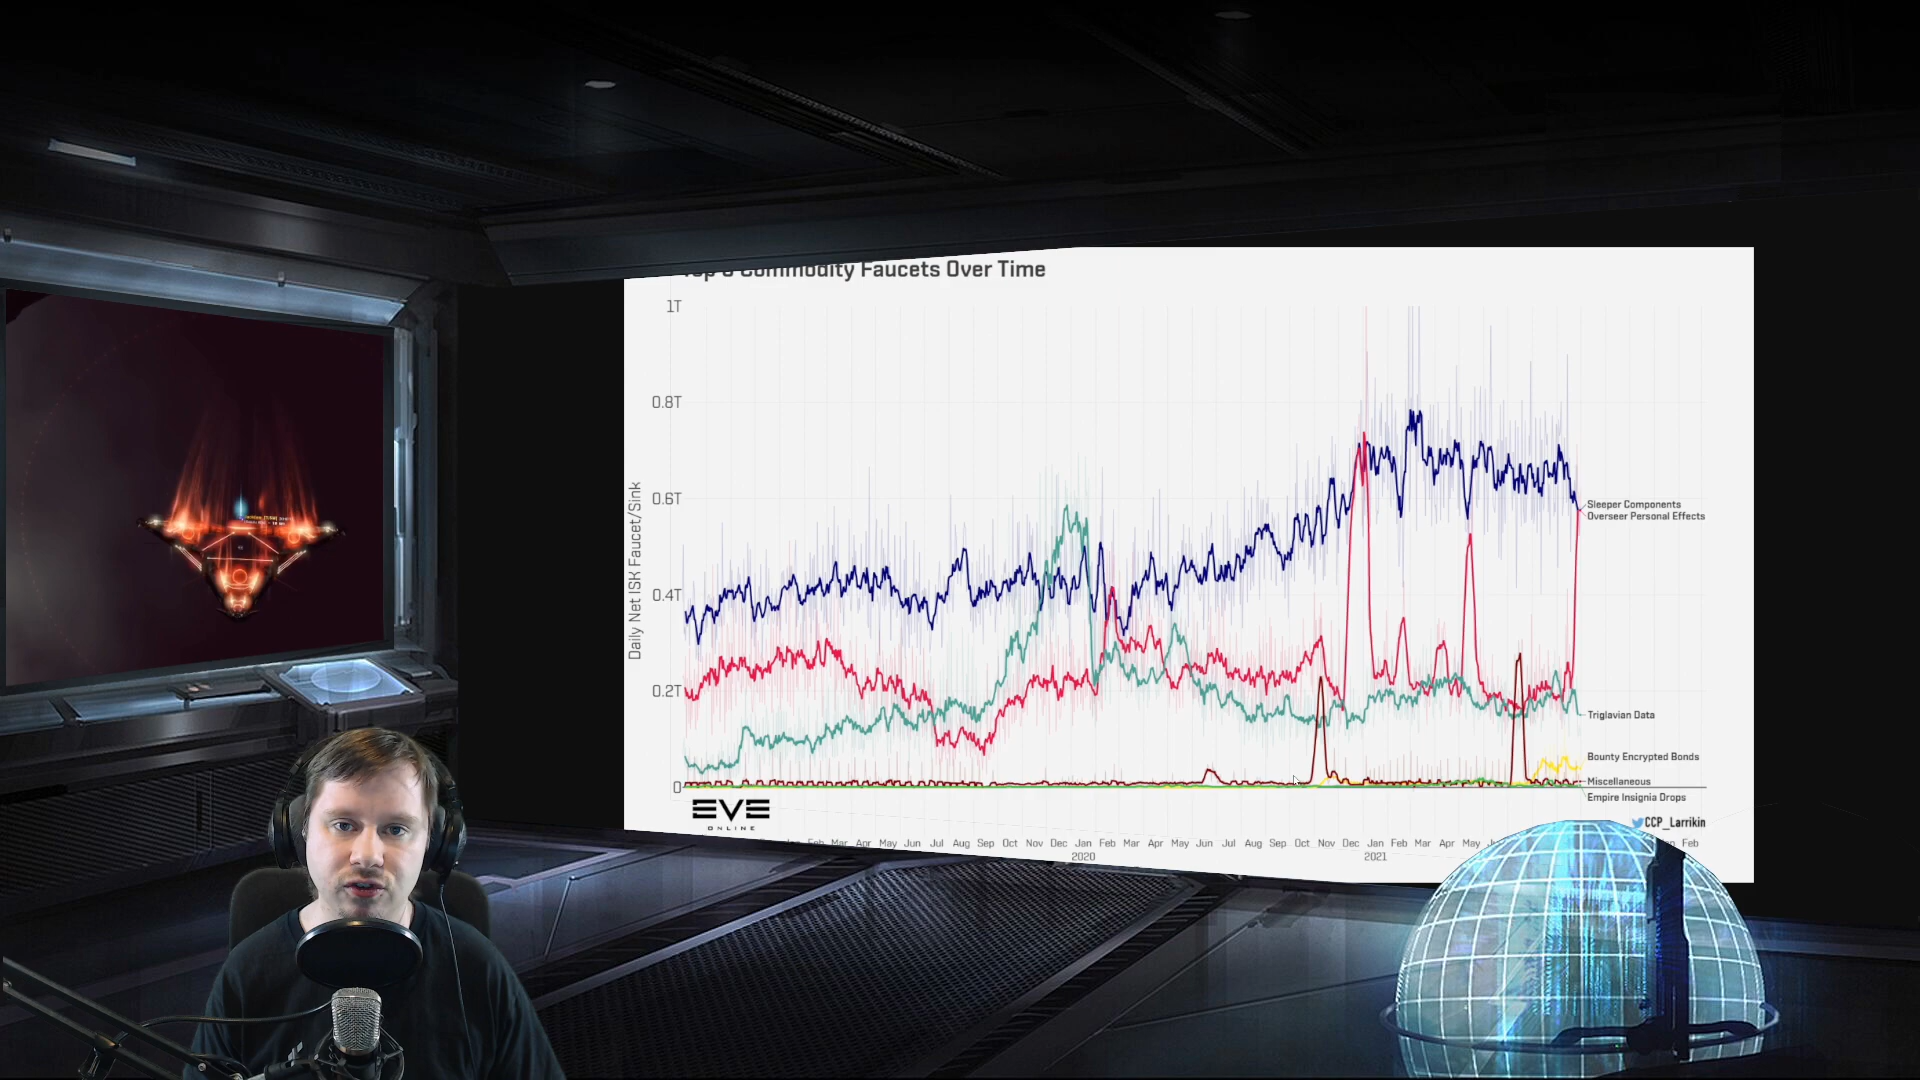 Commodity Faucets Over Time
1T
0.8T
0.6T
0.4T
0.2T
0
Daily Net ISK Faucet/Sink
Sleeper Components
Overseer Personal Effects
Triglavian Data
Bounty Encrypted Bonds
Miscellaneous
Empire Insignia Drops
EVE
ONLINE
CCP_Larrikin
Feb Mar Apr May Jun Jul Aug Sep Oct Nov Dec Jan Feb Mar Apr May Jun Jul Aug Sep Oct Nov Dec Jan Feb Mar Apr May Feb
2020 2021